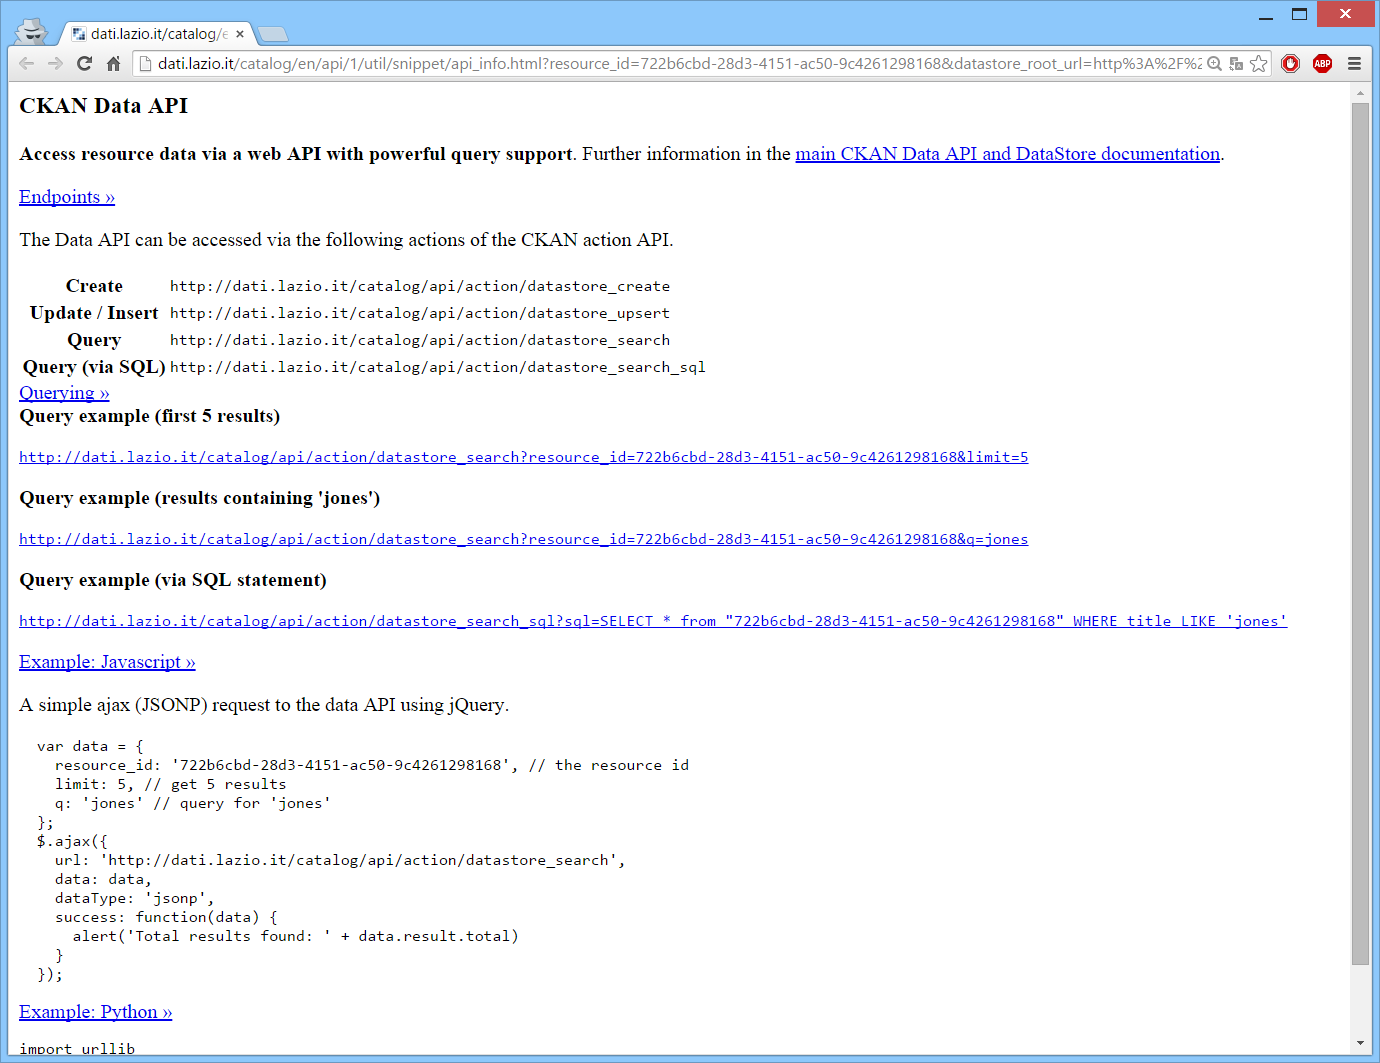 dati.lazio.it/catalog/e
dati.lazio.it/catalog/en/api/1/util/snippet/api_info.html?resource_id=722b6cbd-28d3-4151-ac50-9c4261298168&datastore_root_url=http%3A%2F%2
ABP
CKAN Data API
Access resource data via a web API with powerful query support. Further information in the main CKAN Data API and DataStore documentation.
Endpoints »
The Data API can be accessed via the following actions of the CKAN action API.
Create http://dati.lazio.it/catalog/api/action/datastore_create
Update / Insert http://dati.lazio.it/catalog/api/action/datastore_upsert
Query http://dati.lazio.it/catalog/api/action/datastore_search
Query (via SQL) http://dati.lazio.it/catalog/api/action/datastore_search_sql
Querying »
Query example (first 5 results)
http://dati.lazio.it/catalog/api/action/datastore_search?resource_id=722b6cbd-28d3-4151-ac50-9c4261298168&limit=5
Query example (results containing 'jones')
http://dati.lazio.it/catalog/api/action/datastore_search?resource_id=722b6cbd-28d3-4151-ac50-9c4261298168&q=jones
Query example (via SQL statement)
http://dati.lazio.it/catalog/api/action/datastore_search_sql?sql=SELECT * from "722b6cbd-28d3-4151-ac50-9c4261298168" WHERE title LIKE 'jones'
Example: Javascript »
A simple ajax (JSONP) request to the data API using jQuery.
var data = {
resource_id: '722b6cbd-28d3-4151-ac50-9c4261298168', // the resource id
limit: 5, // get 5 results
q: 'jones' // query for 'jones'
};
$.ajax({
url: 'http://dati.lazio.it/catalog/api/action/datastore_search',
data: data,
dataType: 'jsonp',
success: function(data) {
alert('Total results found: ' + data.result.total)
}
});
Example: Python »
import urllib